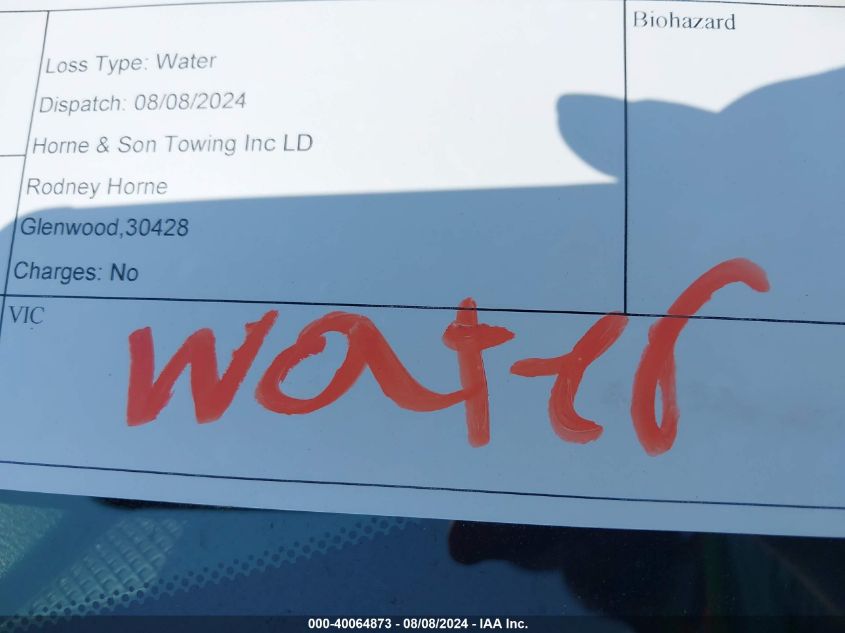 Biohazard
Loss Type: Water
Dispatch: 08/08/2024
Horne & Son Towing Inc LD
Rodney Horne
Glenwood,30428
Charges: No
VIC
water
000-40064873 - 08/08/2024 - IAA Inc.